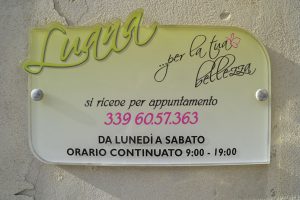 Luana
...per la tua
bellezza
si riceve per appuntamento
339 60.57.363
DA LUNEDÌ A SABATO
ORARIO CONTINUATO 9:00 - 19:00